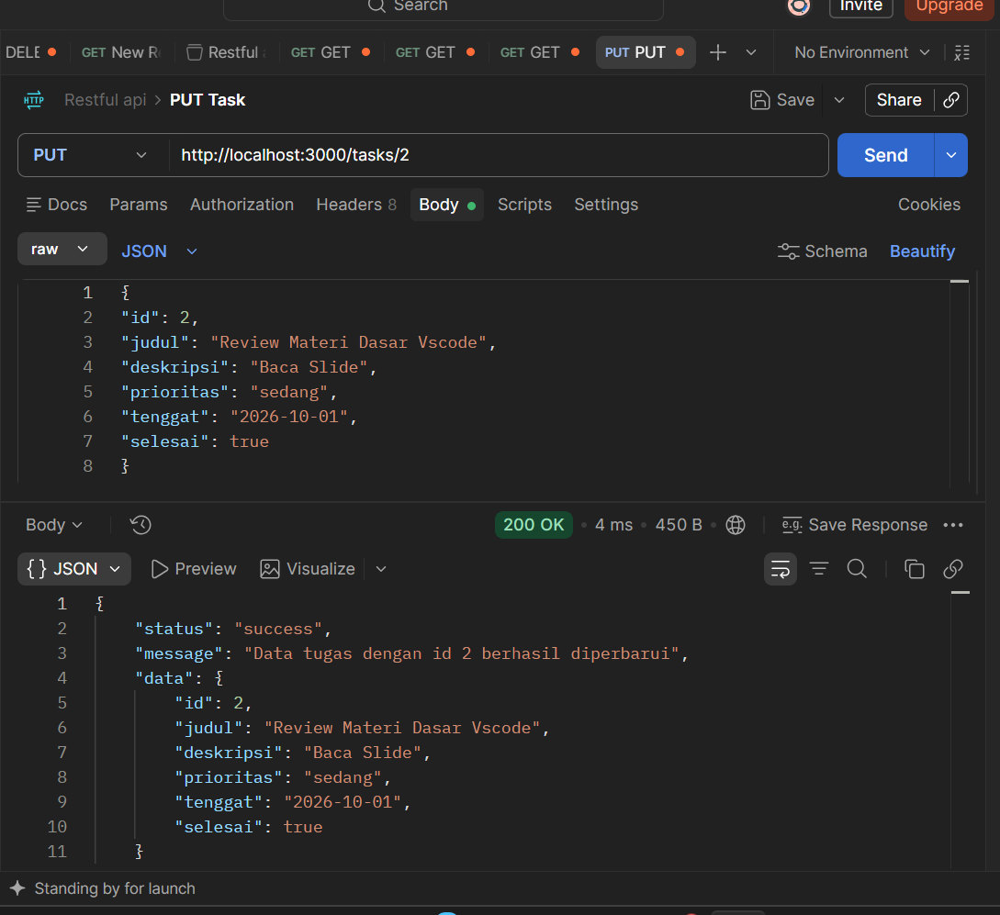 Search
Invite
Upgrade
DELE
GET New R
Restful
GET GET
GET GET
GET GET
PUT PUT
No Environment
HTTP
Restful api > PUT Task
Save
Share
PUT
http://localhost:3000/tasks/2
Send
Docs
Params
Authorization
Headers 8
Body
Scripts
Settings
Cookies
raw
JSON
Schema
Beautify
1 {
2 "id": 2,
3 "judul": "Review Materi Dasar Vscode",
4 "deskripsi": "Baca Slide",
5 "prioritas": "sedang",
6 "tenggat": "2026-10-01",
7 "selesai": true
8 }
Body
200 OK • 4 ms • 450 B •
e.g. Save Response
{} JSON
Preview
Visualize
1 {
2 "status": "success",
3 "message": "Data tugas dengan id 2 berhasil diperbarui",
4 "data": {
5 "id": 2,
6 "judul": "Review Materi Dasar Vscode",
7 "deskripsi": "Baca Slide",
8 "prioritas": "sedang",
9 "tenggat": "2026-10-01",
10 "selesai": true
11 }
Standing by for launch